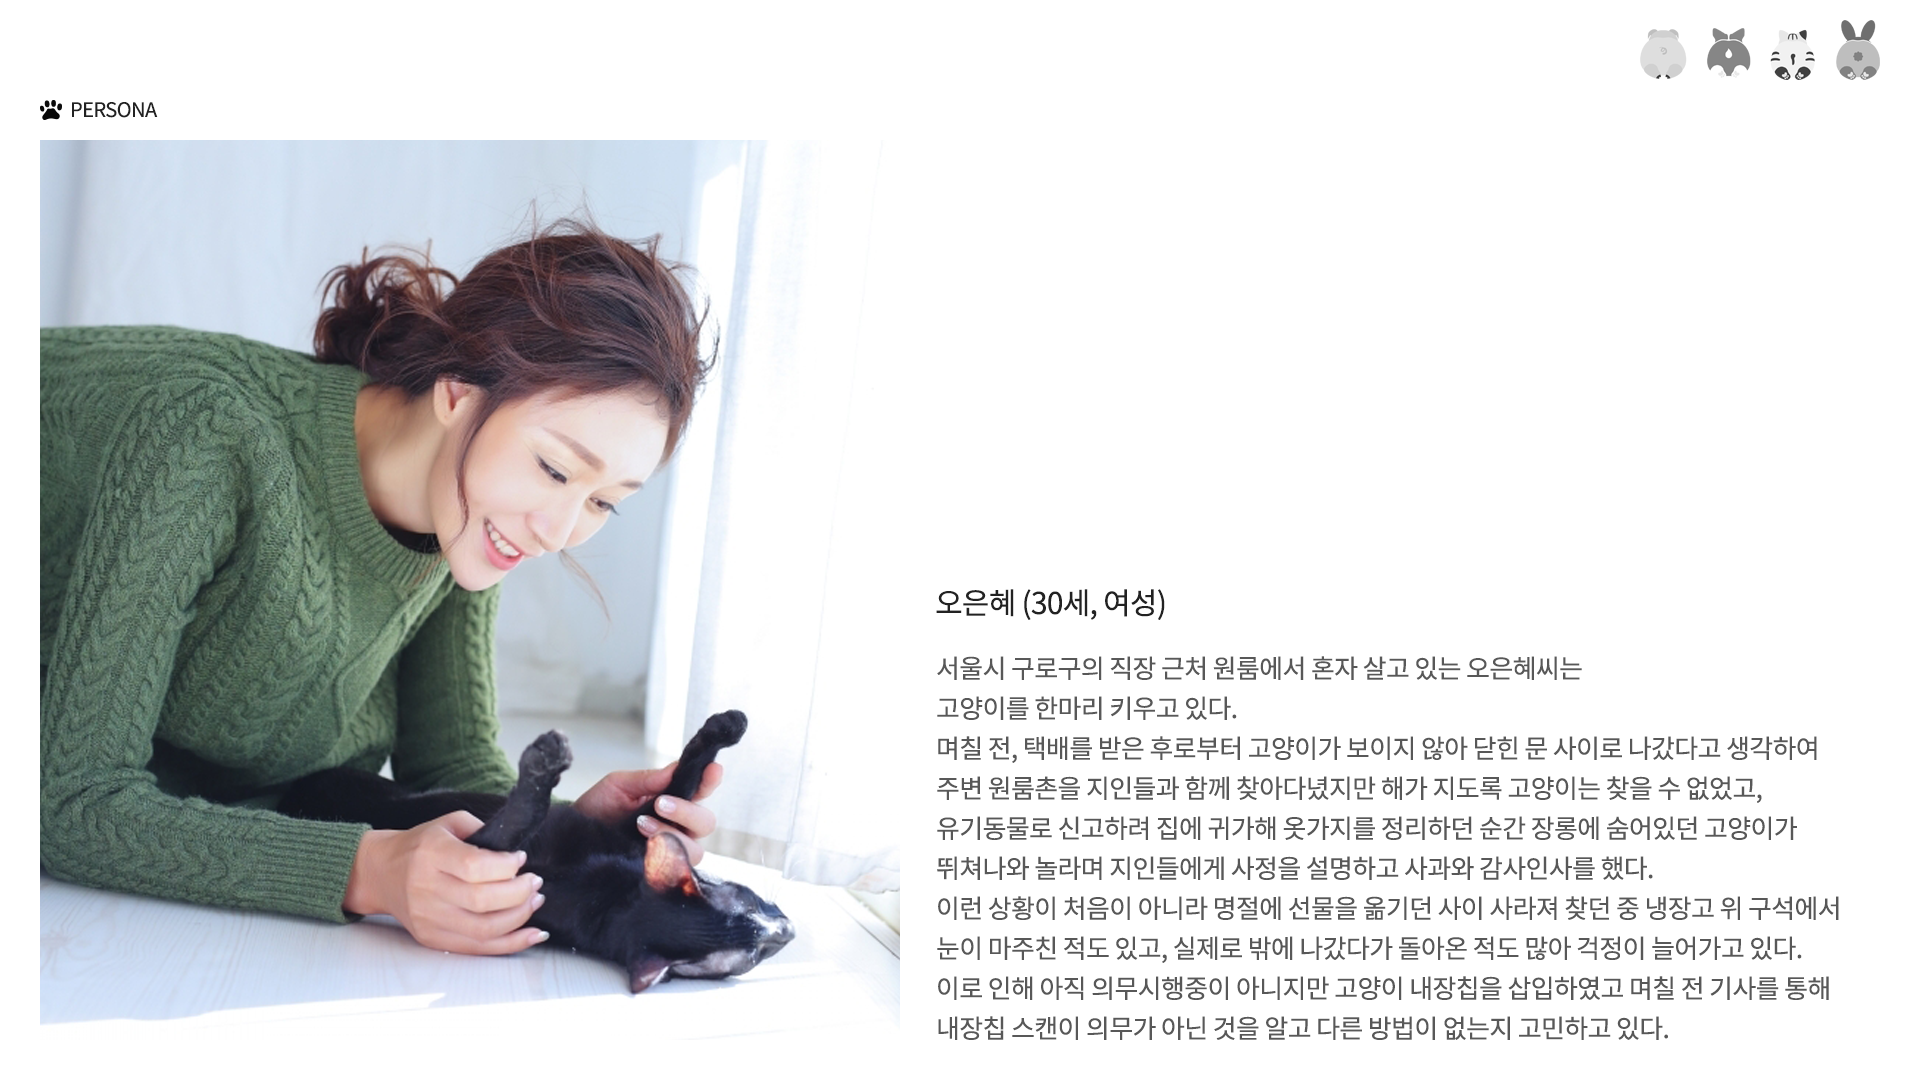 PERSONA
오은혜 (30세, 여성)
서울시 구로구의 직장 근처 원룸에서 혼자 살고 있는 오은혜씨는
고양이를 한마리 키우고 있다.
며칠 전, 택배를 받은 후로부터 고양이가 보이지 않아 닫힌 문 사이로 나갔다고 생각하여
주변 원룸촌을 지인들과 함께 찾아다녔지만 해가 지도록 고양이는 찾을 수 없었고,
유기동물로 신고하려 집에 귀가해 옷가지를 정리하던 순간 장롱에 숨어있던 고양이가
뛰쳐나와 놀라며 지인들에게 사정을 설명하고 사과와 감사인사를 했다.
이런 상황이 처음이 아니라 명절에 선물을 옮기던 사이 사라져 찾던 중 냉장고 위 구석에서
눈이 마주친 적도 있고, 실제로 밖에 나갔다가 돌아온 적도 많아 걱정이 늘어가고 있다.
이로 인해 아직 의무시행중이 아니지만 고양이 내장칩을 삽입하였고 며칠 전 기사를 통해
내장칩 스캔이 의무가 아닌 것을 알고 다른 방법이 없는지 고민하고 있다.